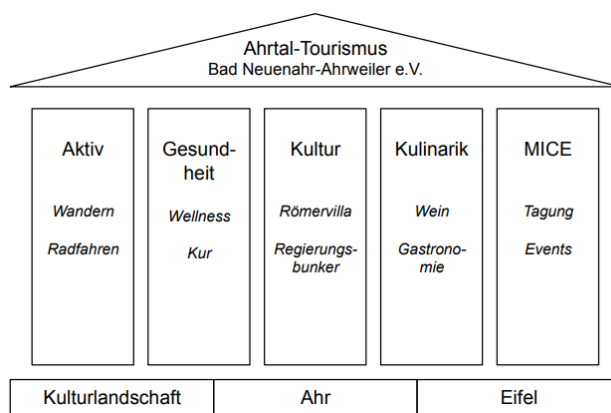 Ahrtal-Tourismus
Bad Neuenahr-Ahrweiler e.V.
Aktiv
Wandern
Radfahren
Gesund-
heit
Wellness
Kur
Kultur
Römervilla
Regierungs-
bunker
Kulinarik
Wein
Gastrono-
mie
MICE
Tagung
Events
Kulturlandschaft
Ahr
Eifel